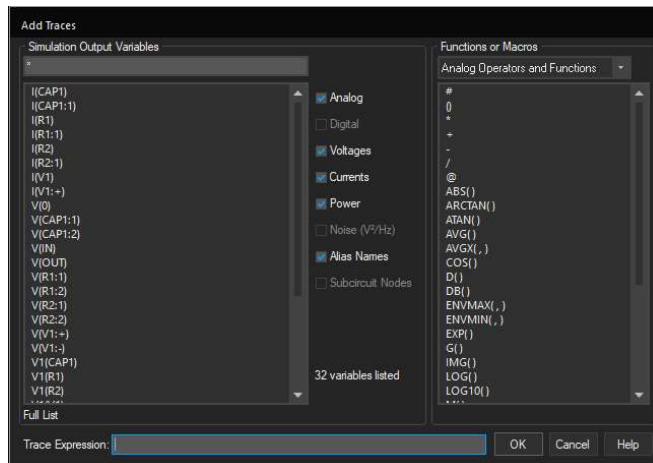 Add Traces
Simulation Output Variables
*
I(CAP1)
I(CAP1:1)
I(R1)
I(R1:1)
I(R2)
I(R2:1)
I(V1)
I(V1:+)
V(0)
V(CAP1:1)
V(CAP1:2)
V(IN)
V(OUT)
V(R1:1)
V(R1:2)
V(R2:1)
V(R2:2)
V(V1:+)
V(V1:-)
V1(CAP1)
V1(R1)
V1(R2)
Full List
Analog
Digital
Voltages
Currents
Power
Noise (V²/Hz)
Alias Names
Subcircuit Nodes
32 variables listed
Functions or Macros
Analog Operators and Functions
#
()
*
+
-
/
@
ABS()
ARCTAN()
ATAN()
AVG()
AVGX(,)
COS()
D()
DB()
ENVMAX(,)
ENVMIN(,)
EXP()
G()
IMG()
LOG()
LOG10()
Trace Expression:
OK Cancel Help